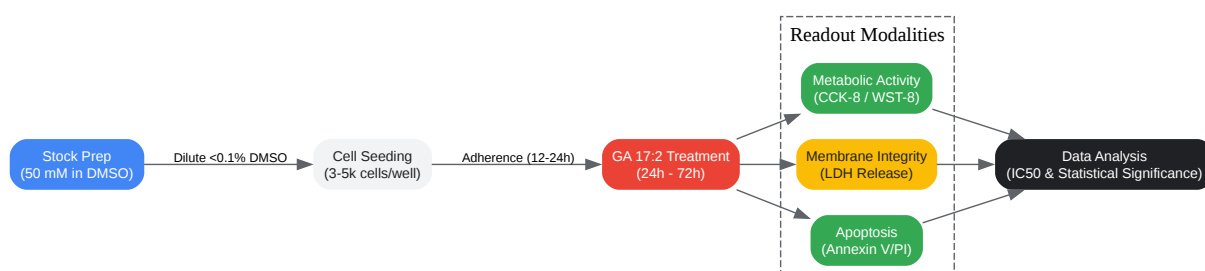 Readout Modalities
Metabolic Activity
(CCK-8 / WST-8)
Stock Prep
(50 mM in DMSO)
Dilute <0.1% DMSO
Cell Seeding
(3-5k cells/well)
Adherence (12-24h)
GA 17:2 Treatment
(24h - 72h)
Membrane Integrity
(LDH Release)
Data Analysis
(IC50 & Statistical Significance)
Apoptosis
(Annexin V/PI)